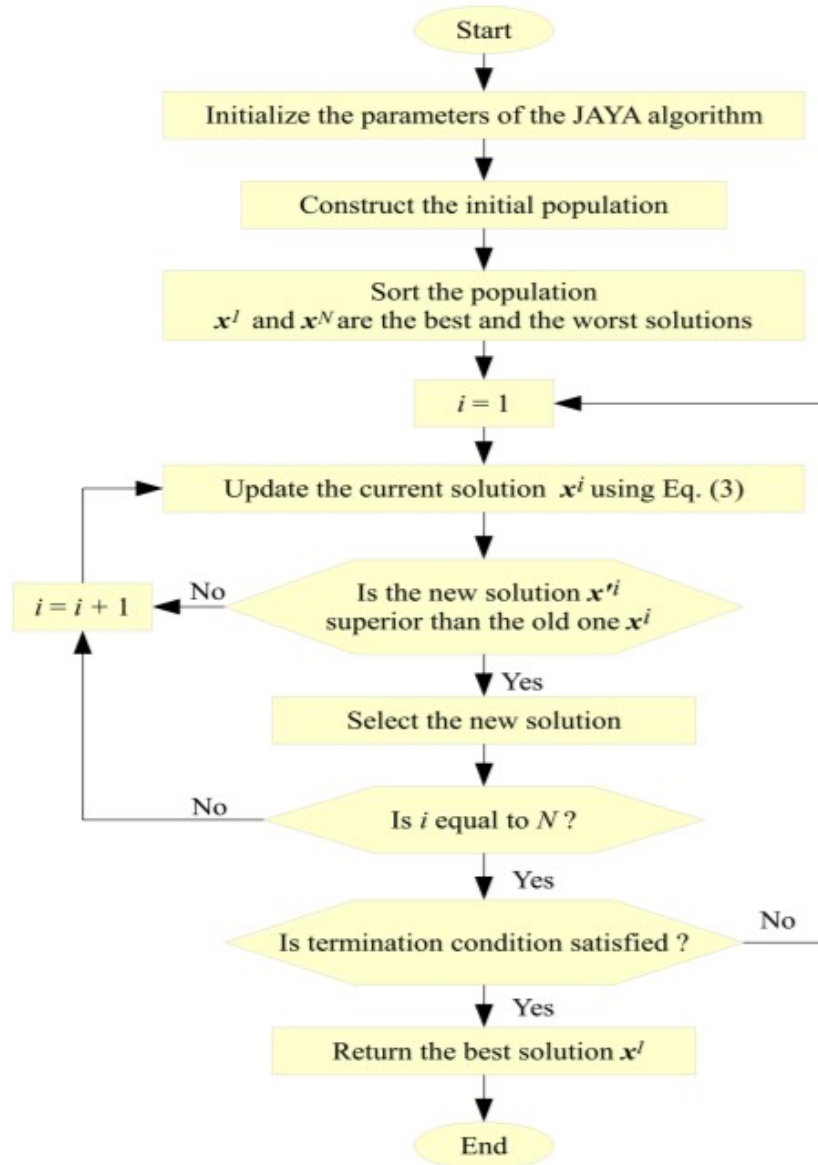 Start
Initialize the parameters of the JAYA algorithm
Construct the initial population
Sort the population
x¹ and xᴺ are the best and the worst solutions
i = 1
Update the current solution xⁱ using Eq. (3)
Is the new solution x′ⁱ
superior than the old one xⁱ
No
i = i + 1
Yes
Select the new solution
No
Is i equal to N ?
Yes
Is termination condition satisfied ?
No
Yes
Return the best solution x¹
End